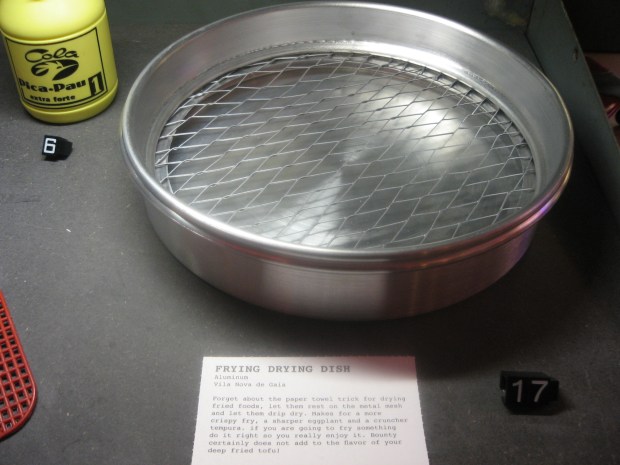 Cola
Pica-Pau 1
extra forte
6
FRYING DRYING DISH
Aluminum
Vila Nova de Gaia
Forget about the paper towel trick for drying
fried foods, let them rest on the metal mesh
and let them drip dry. Makes for a more
crispy fry, a sharper eggplant and a cruncher
tempura. if you are going to fry something
do it right so you really enjoy it. Bounty
certainly does not add to the flavor of your
deep fried tofu!
17